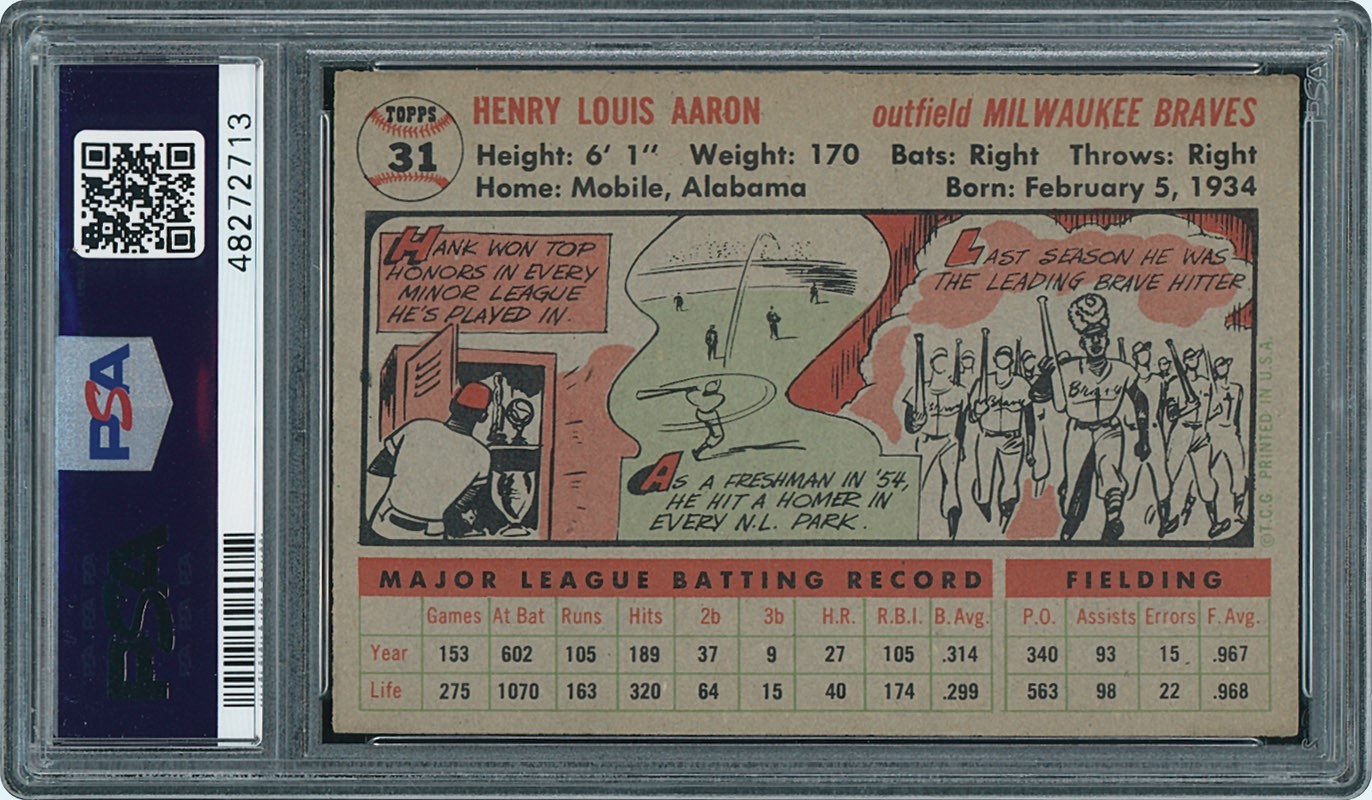 TOPPS
31
HENRY LOUIS AARON
outfield MILWAUKEE BRAVES
Height: 6' 1" Weight: 170 Bats: Right Throws: Right
Home: Mobile, Alabama Born: February 5, 1934
HANK WON TOP
HONORS IN EVERY
MINOR LEAGUE
HE'S PLAYED IN.
AS A FRESHMAN IN '54,
HE HIT A HOMER IN
EVERY N.L. PARK.
LAST SEASON HE WAS
THE LEADING BRAVE HITTER
Braves
©T.C.G. PRINTED IN U.S.A.
MAJOR LEAGUE BATTING RECORD
Games At Bat Runs Hits 2b 3b H.R. R.B.I. B. Avg.
Year 153 602 105 189 37 9 27 105 .314
Life 275 1070 163 320 64 15 40 174 .299
FIELDING
P.O. Assists Errors F. Avg.
340 93 15 .967
563 98 22 .968
48272713
PSA
PSA
PSA